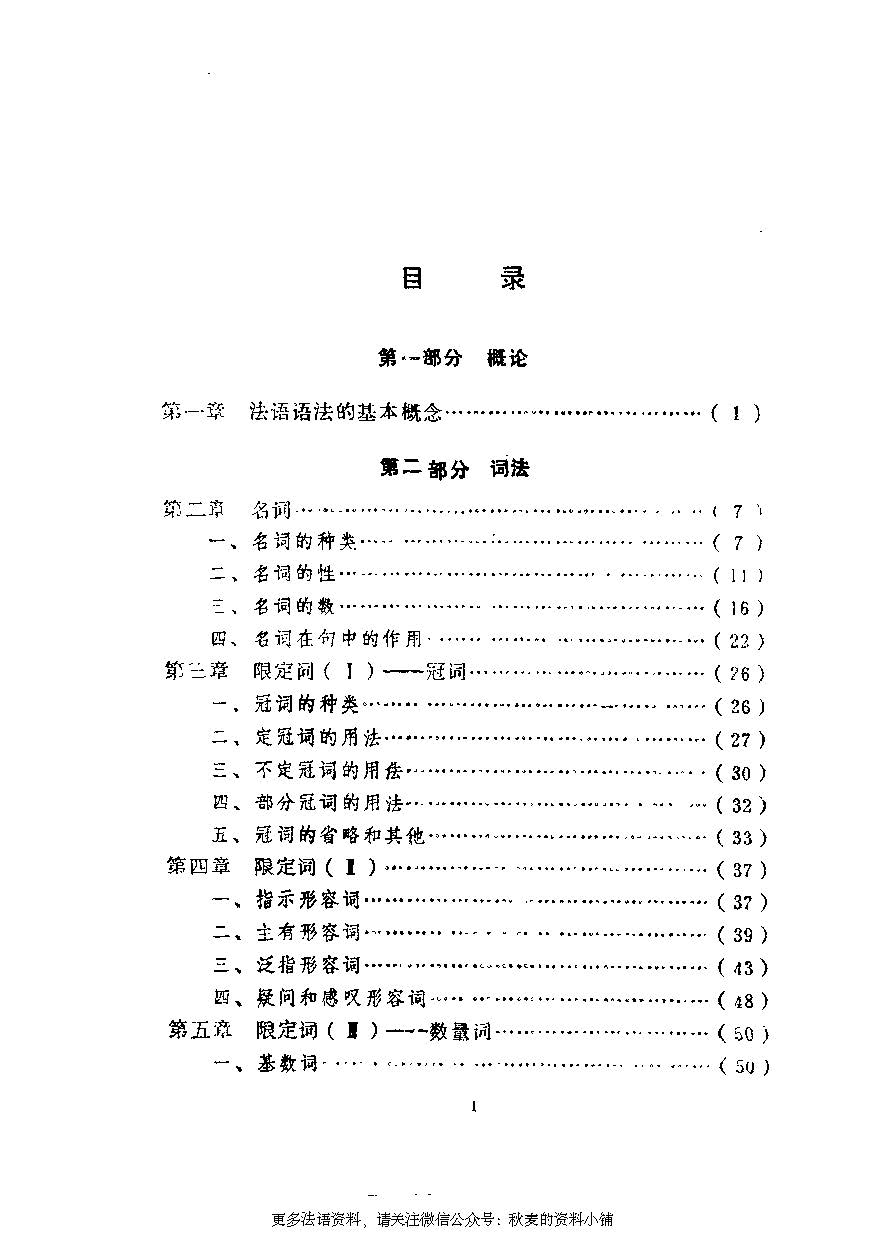 目 录
第一部分 概论
第一章 法语语法的基本概念……………………………( 1 )
第二部分 词法
第二章 名词……………………………………………( 7 )
一、名词的种类……………………………………( 7 )
二、名词的性………………………………………( 11 )
三、名词的数………………………………………( 16 )
四、名词在句中的作用……………………………( 22 )
第三章 限定词( Ⅰ )——冠词…………………………( 26 )
一、冠词的种类……………………………………( 26 )
二、定冠词的用法…………………………………( 27 )
三、不定冠词的用法………………………………( 30 )
四、部分冠词的用法………………………………( 32 )
五、冠词的省略和其他……………………………( 33 )
第四章 限定词( Ⅱ )……………………………………( 37 )
一、指示形容词……………………………………( 37 )
二、主有形容词……………………………………( 39 )
三、泛指形容词……………………………………( 43 )
四、疑问和感叹形容词……………………………( 48 )
第五章 限定词( Ⅲ )——数量词………………………( 50 )
一、基数词…………………………………………( 50 )
1
更多法语资料，请关注微信公众号：秋麦的资料小铺